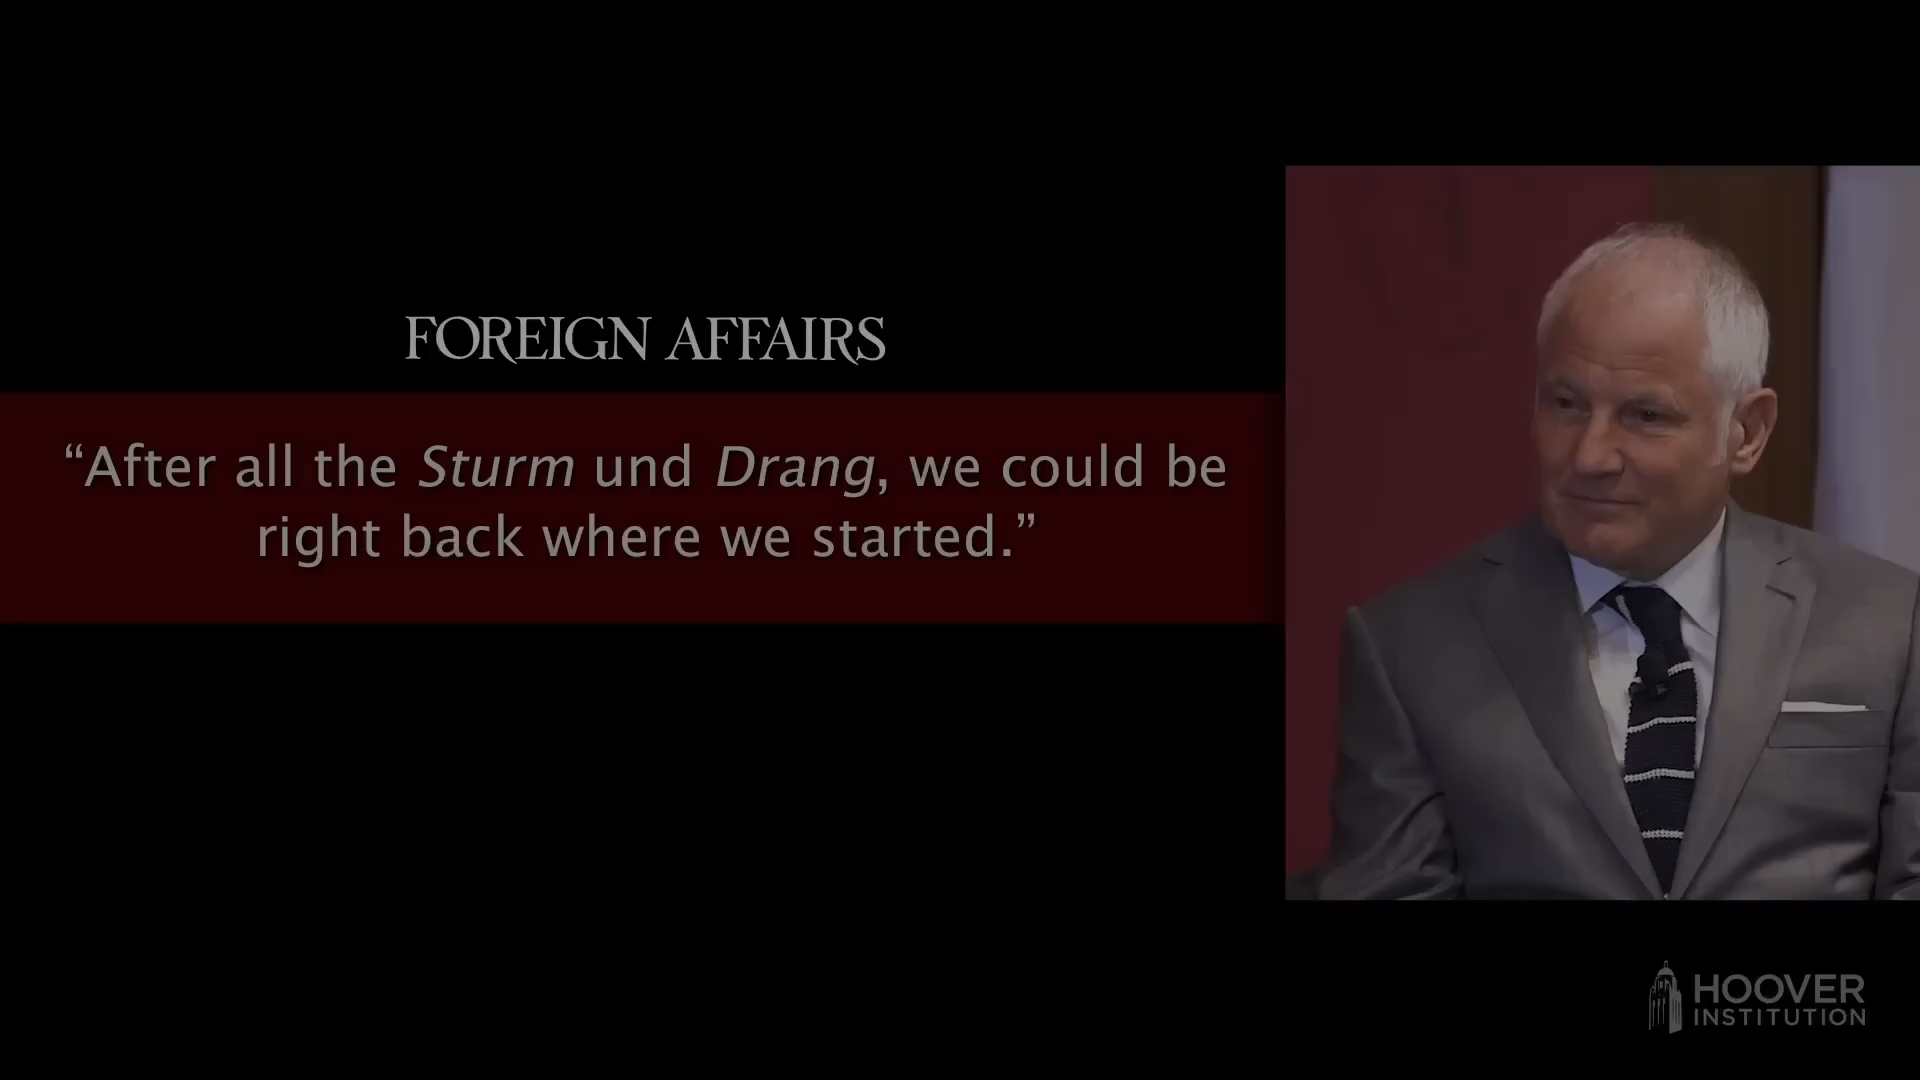 FOREIGN AFFAIRS
“After all the Sturm und Drang, we could be
right back where we started.”
HOOVER
INSTITUTION